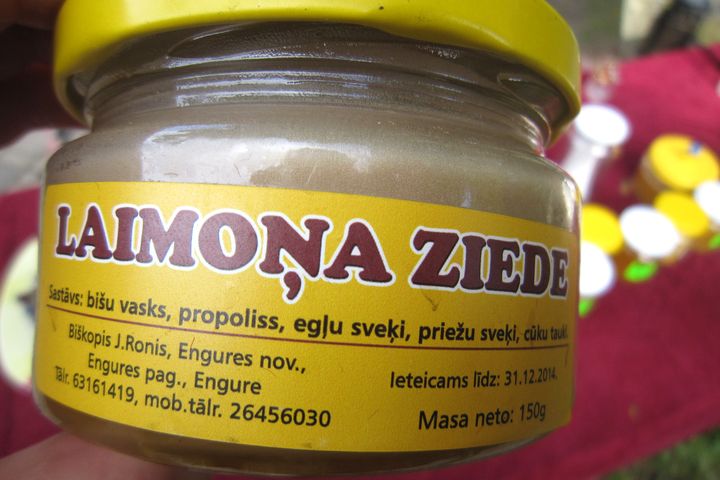 LAIMOŅA ZIEDE
Sastāvs: bišu vasks, propoliss, egļu sveķi, priežu sveķi, cūku tauki.
Biškopis J.Ronis, Engures nov.,
Engures pag., Engure
Tālr. 63161419, mob.tālr. 26456030
Ieteicams līdz: 31.12.2014.
Masa neto: 150g